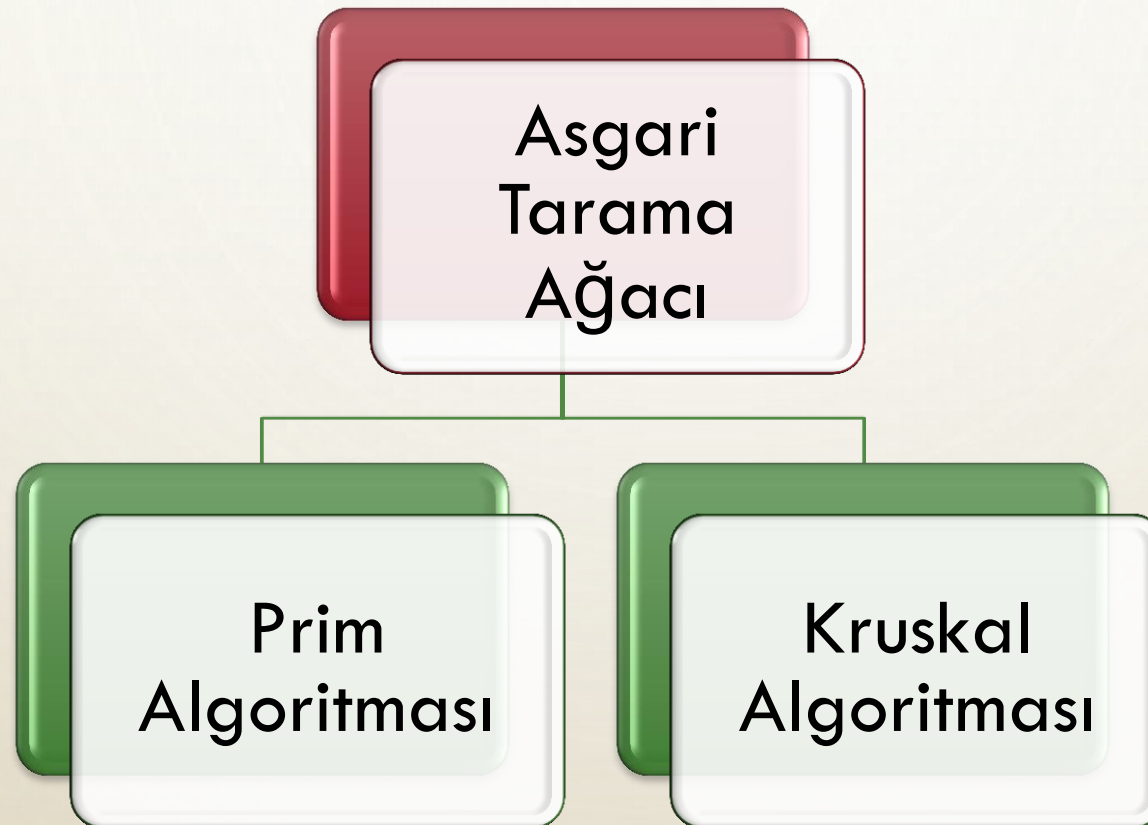 Asgari
Tarama
Ağacı
Prim
Algoritması
Kruskal
Algoritması